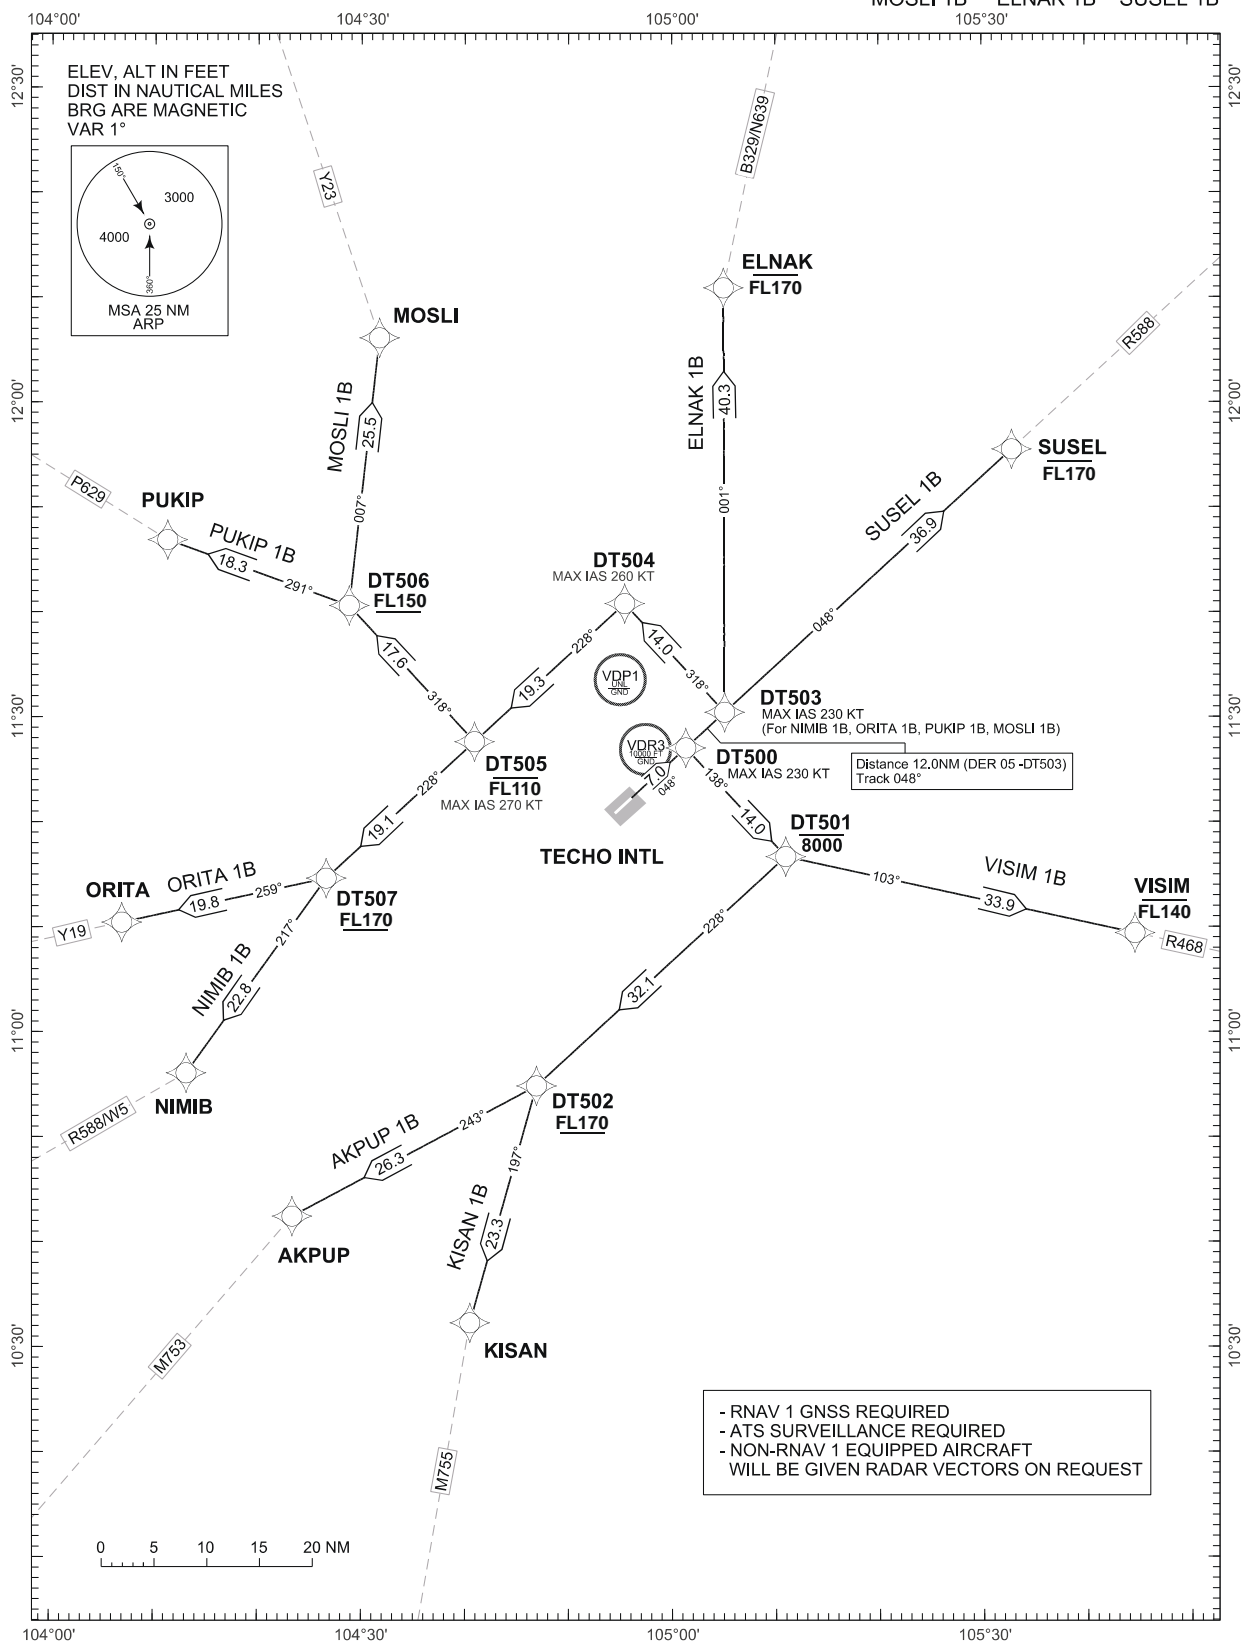 MOSLI 1B ELNAK 1B SUSEL 1B
104°00' 104°30' 105°00' 105°30'
12°30' 12°30'
ELEV, ALT IN FEET
DIST IN NAUTICAL MILES
BRG ARE MAGNETIC
VAR 1°
150°
3000
4000
360°
MSA 25 NM
ARP
Y23
B329/N639
ELNAK
FL170
MOSLI
R588
12°00' 12°00'
MOSLI 1B
25.5
007°
ELNAK 1B
40.3
001°
SUSEL
FL170
SUSEL 1B
36.9
048°
P629
PUKIP
PUKIP 1B
18.3
291°
DT506
FL150
DT504
MAX IAS 260 KT
17.6
318°
228°
19.3
14.0
318°
VDP1
UNL
GND
11°30' 11°30'
DT503
MAX IAS 230 KT
(For NIMIB 1B, ORITA 1B, PUKIP 1B, MOSLI 1B)
VDR3
10000 FT
GND
DT500
MAX IAS 230 KT
Distance 12.0NM (DER 05 -DT503)
Track 048°
7.0
048°
138°
14.0
DT505
FL110
MAX IAS 270 KT
228°
19.1
TECHO INTL
DT501
8000
103°
VISIM 1B
33.9
VISIM
FL140
R468
ORITA
ORITA 1B
19.8
259°
DT507
FL170
Y19
217°
NIMIB 1B
22.8
228°
32.1
11°00' 11°00'
NIMIB
R588/W5
DT502
FL170
243°
AKPUP 1B
26.3
197°
KISAN 1B
23.3
AKPUP
KISAN
10°30' 10°30'
M753
M755
- RNAV 1 GNSS REQUIRED
- ATS SURVEILLANCE REQUIRED
- NON-RNAV 1 EQUIPPED AIRCRAFT
WILL BE GIVEN RADAR VECTORS ON REQUEST
0 5 10 15 20 NM
104°00' 104°30' 105°00' 105°30'